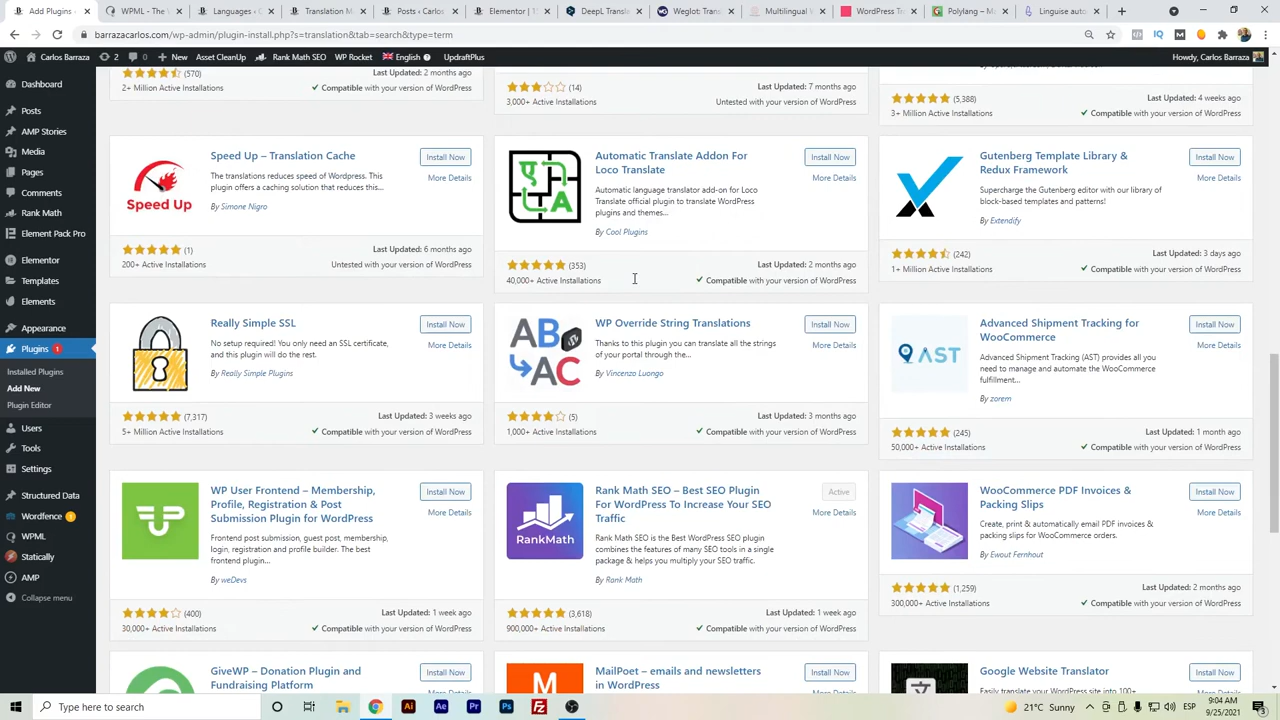 Add Plugins
WPML - The
Languages
Add Translation M
Posts ‹ Carlos
Elementor |
DeepL Transla
Weglot: Transla
Multilingual W
WordPress Tra
Polylang – M
Linguise auto
barrazacarlos.com/wp-admin/plugin-install.php?s=translation&tab=search&type=term
Carlos Barraza
2
1
New
Asset CleanUp
Rank Math SEO
WP Rocket
English
UpdraftPlus
Howdy, Carlos Barraza
Dashboard
Posts
AMP Stories
Media
Pages
Comments
Rank Math
Element Pack Pro
Elementor
Templates
Elements
Appearance
Plugins 1
Installed Plugins
Add New
Plugin Editor
Users
Tools
Settings
Structured Data
Wordfence
WPML
Statically
AMP
Collapse menu
(570)
Last Updated: 2 months ago
2+ Million Active Installations
Compatible with your version of WordPress
(14)
Last Updated: 7 months ago
3,000+ Active Installations
Untested with your version of WordPress
(5,388)
Last Updated: 4 weeks ago
3+ Million Active Installations
Compatible with your version of WordPress
Speed Up
Speed Up – Translation Cache
Install Now
More Details
The translations reduces speed of Wordpress. This
plugin offers a caching solution that reduces this...
By Simone Nigro
(1)
Last Updated: 6 months ago
200+ Active Installations
Untested with your version of WordPress
Automatic Translate Addon For
Loco Translate
Install Now
More Details
Automatic language translator add-on for Loco
Translate official plugin to translate WordPress
plugins and themes...
By Cool Plugins
(353)
Last Updated: 2 months ago
40,000+ Active Installations
Compatible with your version of WordPress
Gutenberg Template Library &
Redux Framework
Install Now
More Details
Supercharge the Gutenberg editor with our library of
block-based templates and patterns!
By Extendify
(242)
Last Updated: 3 days ago
1+ Million Active Installations
Compatible with your version of WordPress
Really Simple SSL
Install Now
More Details
No setup required! You only need an SSL certificate,
and this plugin will do the rest.
By Really Simple Plugins
(7,317)
Last Updated: 3 weeks ago
5+ Million Active Installations
Compatible with your version of WordPress
AB
AC
WP Override String Translations
Install Now
More Details
Thanks to this plugin you can translate all the strings
of your portal through the...
By Vincenzo Luongo
(5)
Last Updated: 3 months ago
1,000+ Active Installations
Compatible with your version of WordPress
AST
Advanced Shipment Tracking for
WooCommerce
Install Now
More Details
Advanced Shipment Tracking (AST) provides all you
need to manage and automate the WooCommerce
fulfillment...
By zorem
(245)
Last Updated: 1 month ago
50,000+ Active Installations
Compatible with your version of WordPress
WP User Frontend – Membership,
Profile, Registration & Post
Submission Plugin for WordPress
Install Now
More Details
Frontend post submission, guest post, membership,
login, registration and profile builder. The best
frontend plugin...
By weDevs
(400)
Last Updated: 1 week ago
30,000+ Active Installations
Compatible with your version of WordPress
RankMath
Rank Math SEO – Best SEO Plugin
For WordPress To Increase Your SEO
Traffic
Active
More Details
Rank Math SEO is the Best WordPress SEO plugin
combines the features of many SEO tools in a single
package & helps you multiply your SEO traffic.
By Rank Math
(3,618)
Last Updated: 1 week ago
900,000+ Active Installations
Compatible with your version of WordPress
WooCommerce PDF Invoices &
Packing Slips
Install Now
More Details
Create, print & automatically email PDF invoices &
packing slips for WooCommerce orders.
By Ewout Fernhout
(1,259)
Last Updated: 2 months ago
300,000+ Active Installations
Compatible with your version of WordPress
GiveWP – Donation Plugin and
Fundraising Platform
Install Now
More Details
MailPoet – emails and newsletters
in WordPress
Install Now
More Details
Google Website Translator
Install Now
More Details
Easily translate your WordPress site into 100+
Type here to search
21°C Sunny
ESP
9:04 AM
9/25/2021